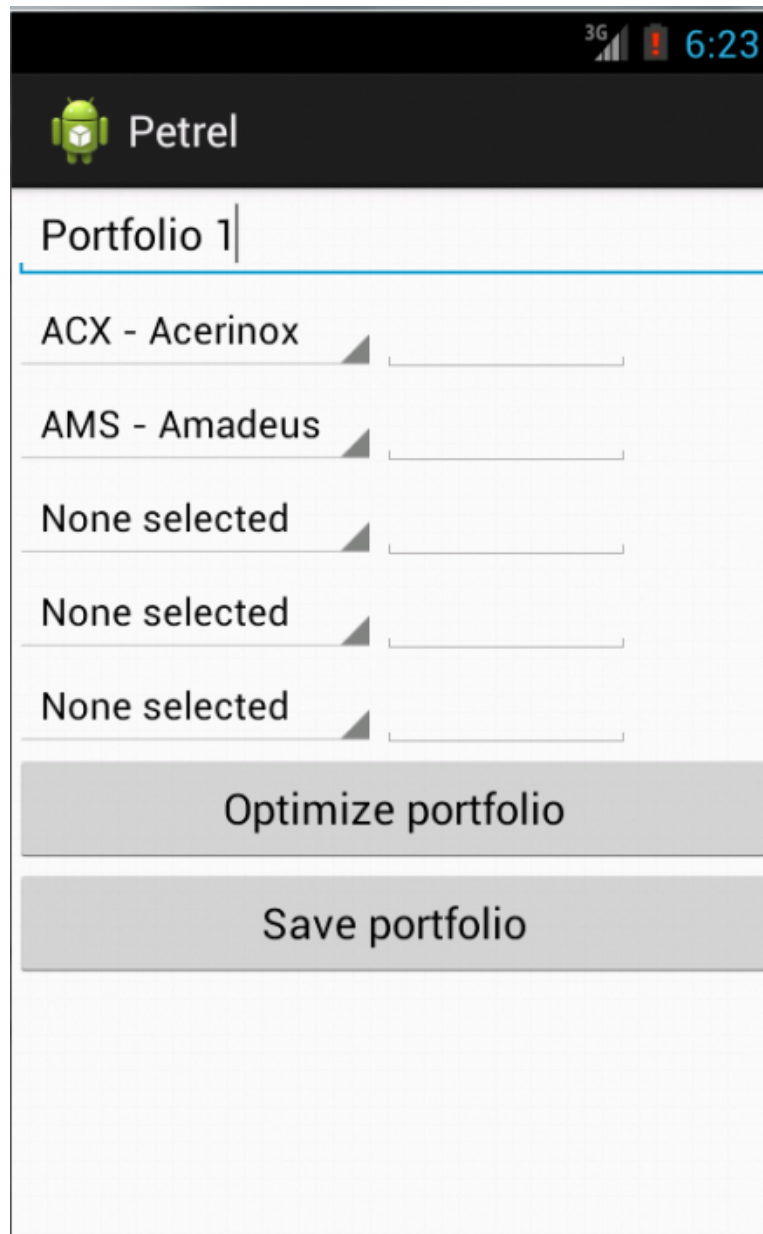 3G 6:23
Petrel
Portfolio 1
ACX - Acerinox
AMS - Amadeus
None selected
None selected
None selected
Optimize portfolio
Save portfolio